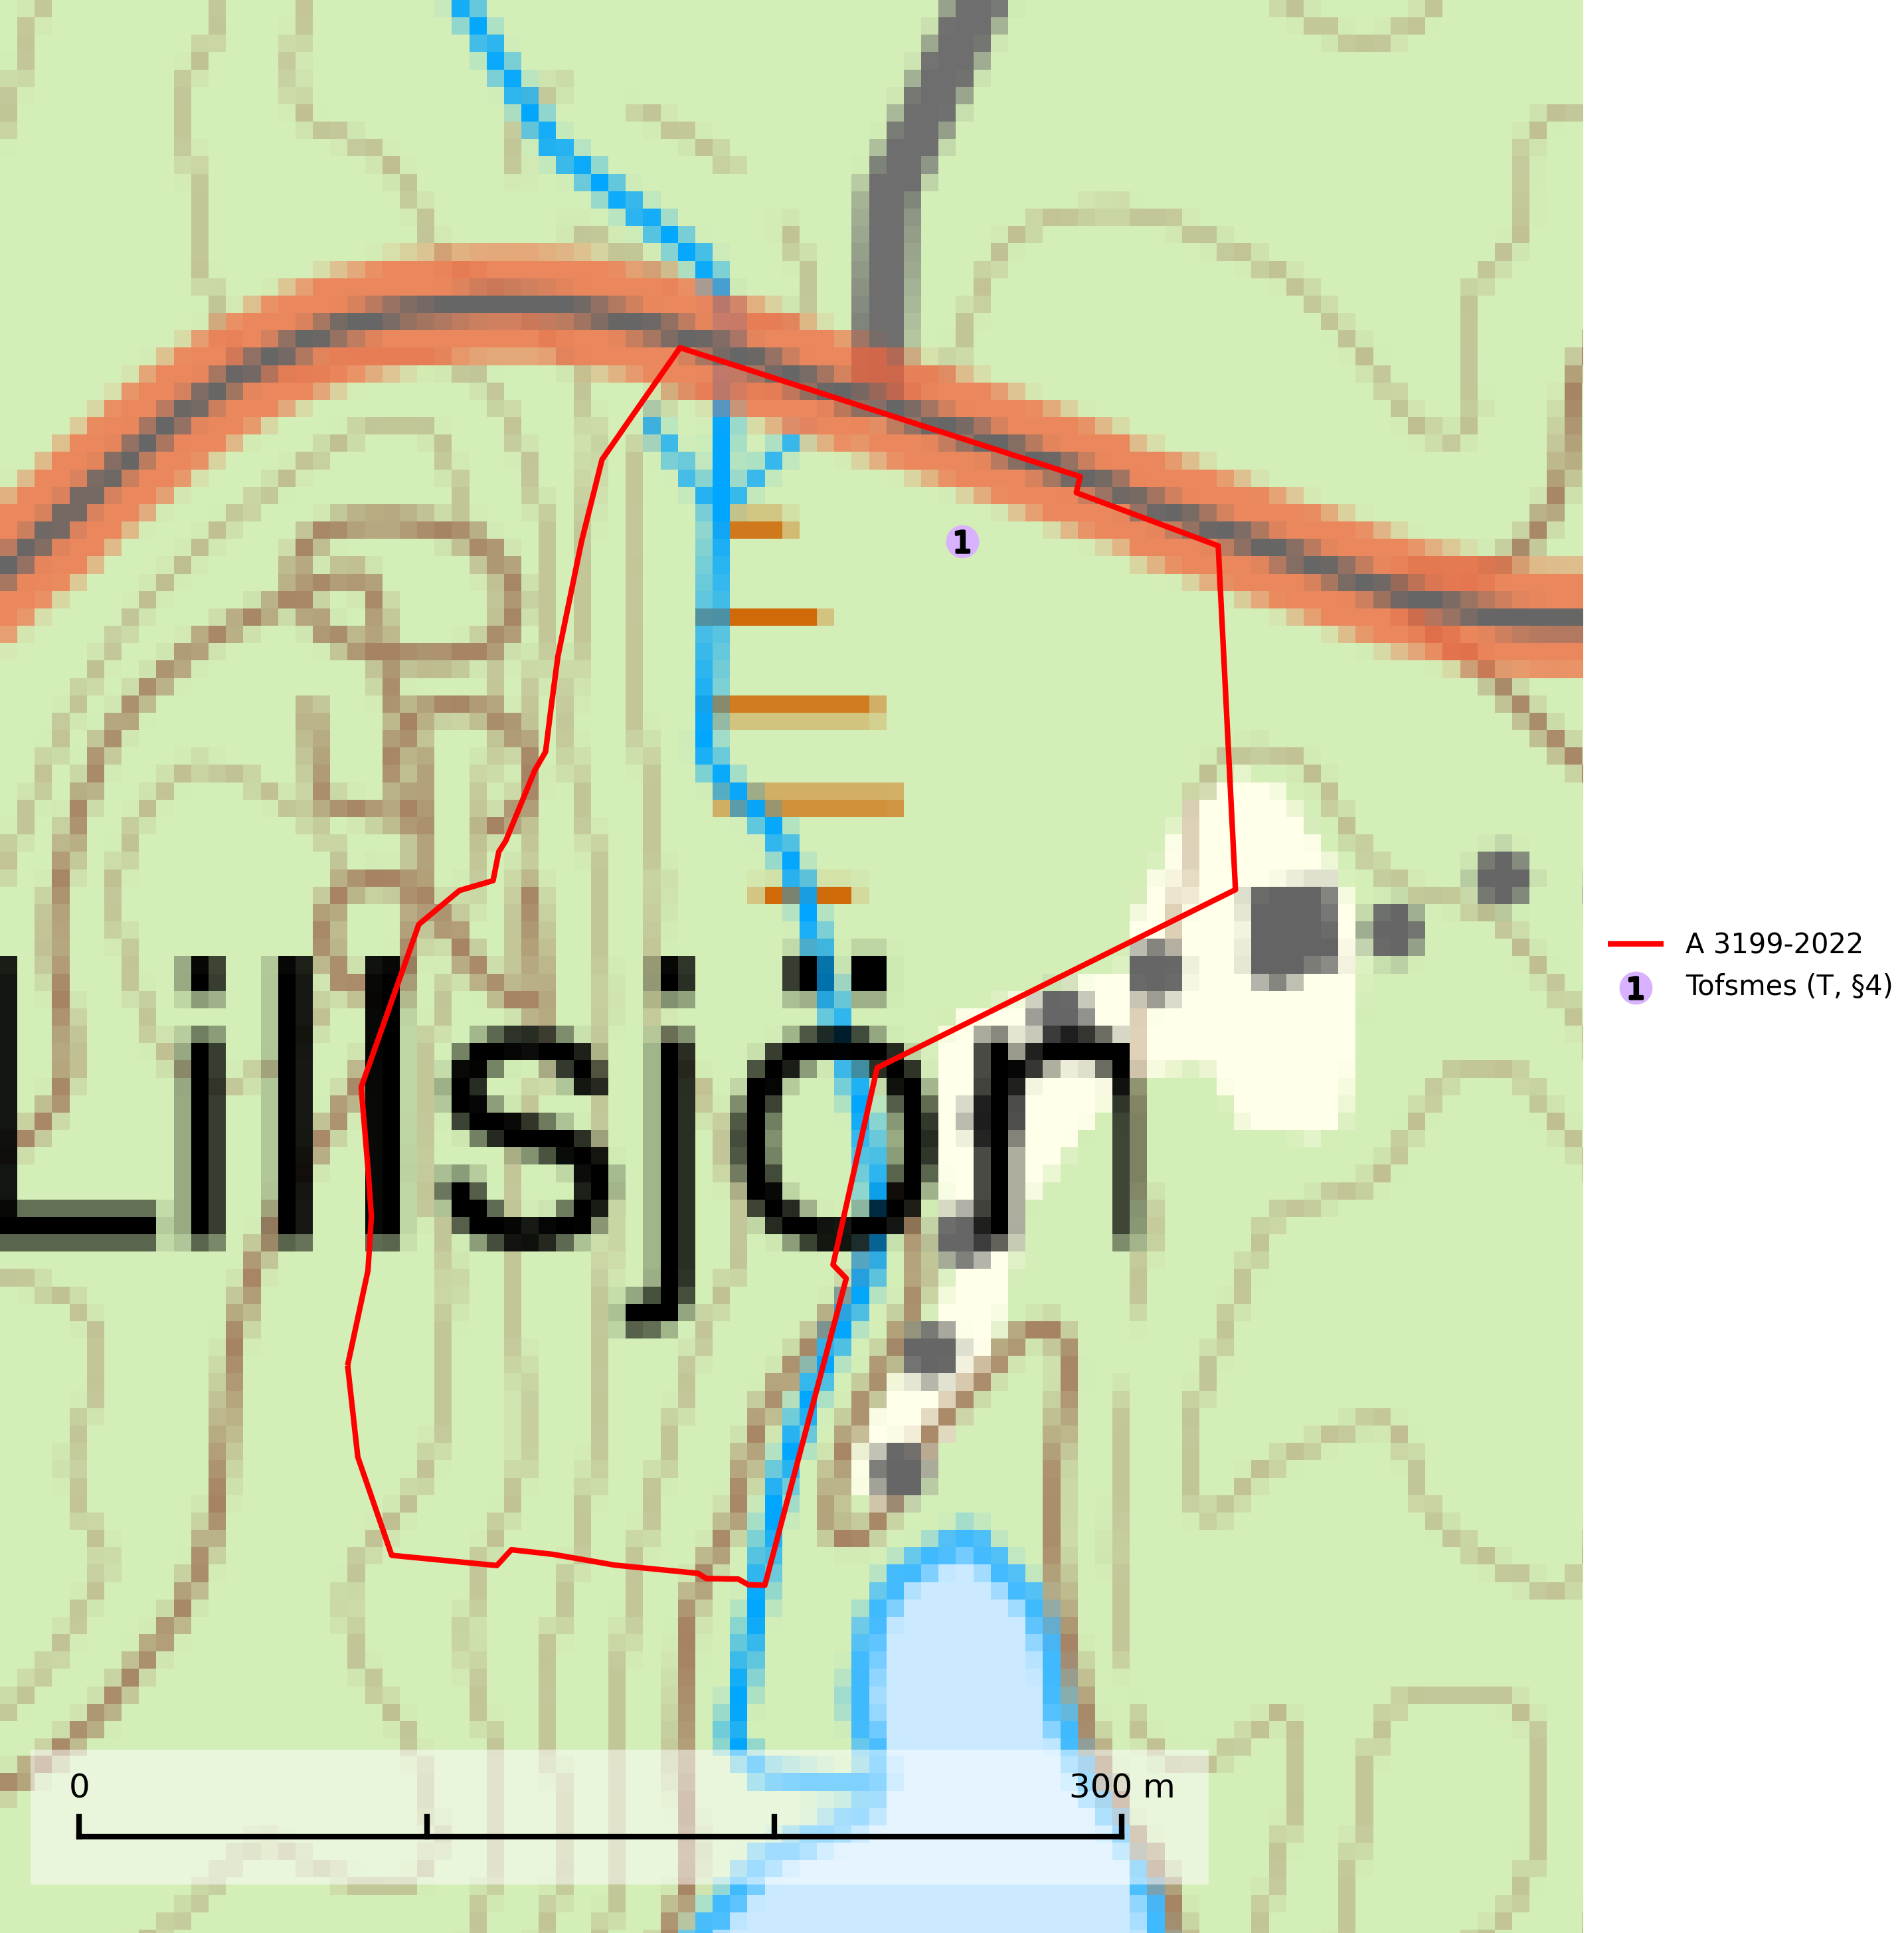 1
Lillsjön
A 3199-2022
1 Tofsmes (T, §4)
0 300 m